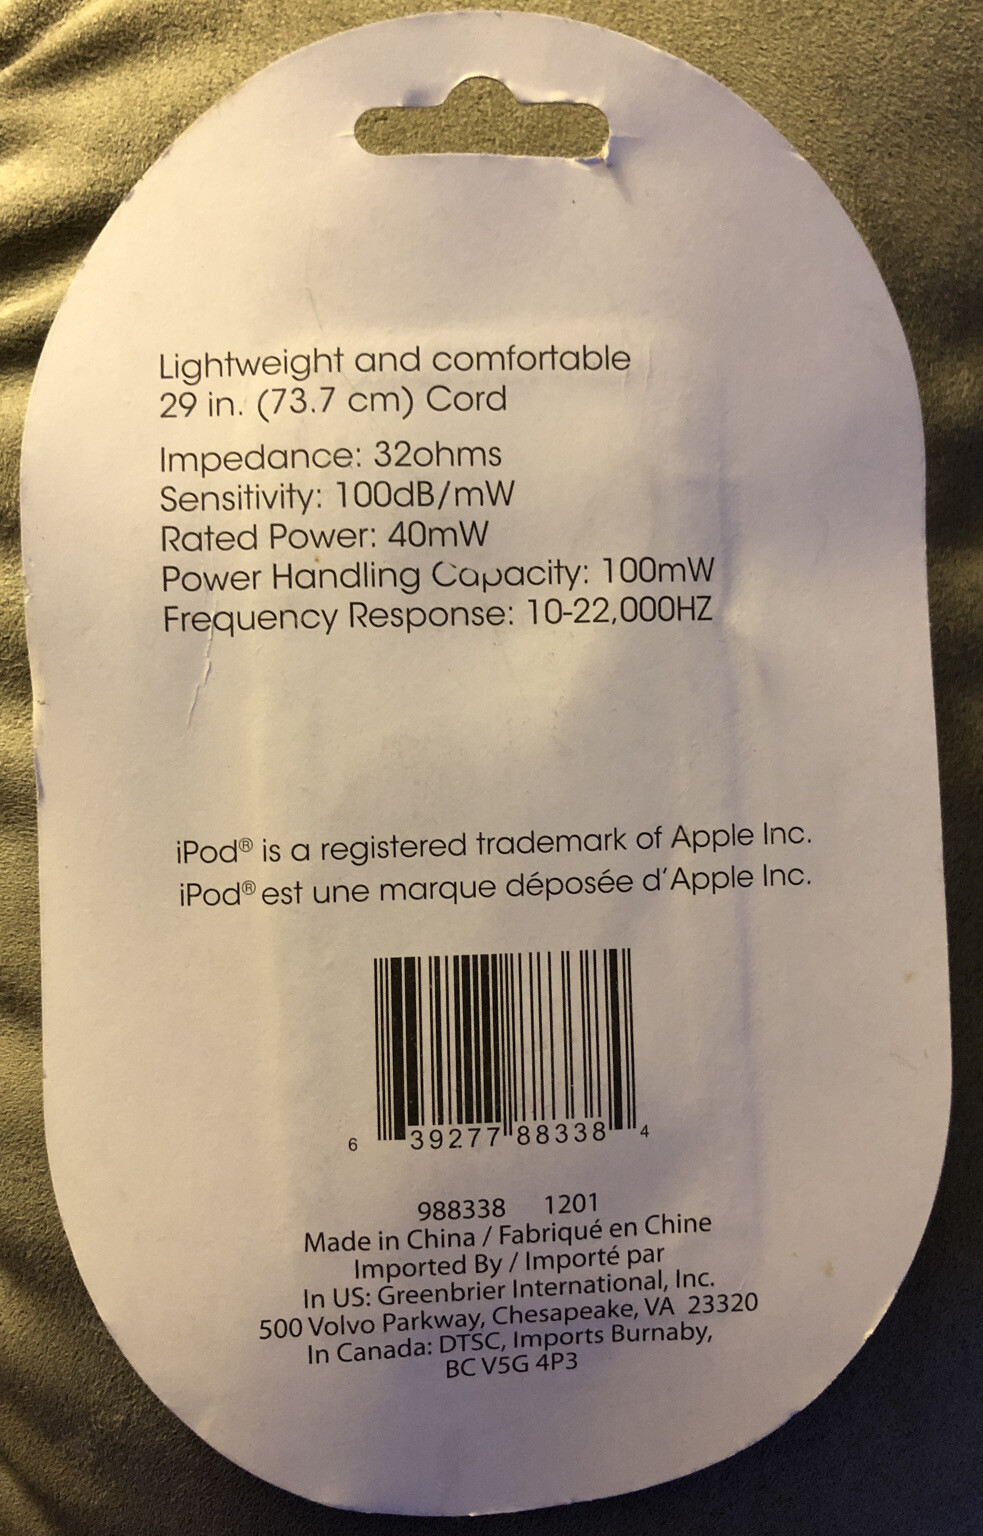 Lightweight and comfortable
29 in. (73.7 cm) Cord
Impedance: 32ohms
Sensitivity: 100dB/mW
Rated Power: 40mW
Power Handling Capacity: 100mW
Frequency Response: 10-22,000HZ
iPod® is a registered trademark of Apple Inc.
iPod® est une marque déposée d'Apple Inc.
6 39277 88338 4
988338 1201
Made in China / Fabriqué en Chine
Imported By / Importé par
In US: Greenbrier International, Inc.
500 Volvo Parkway, Chesapeake, VA 23320
In Canada: DTSC, Imports Burnaby,
BC V5G 4P3